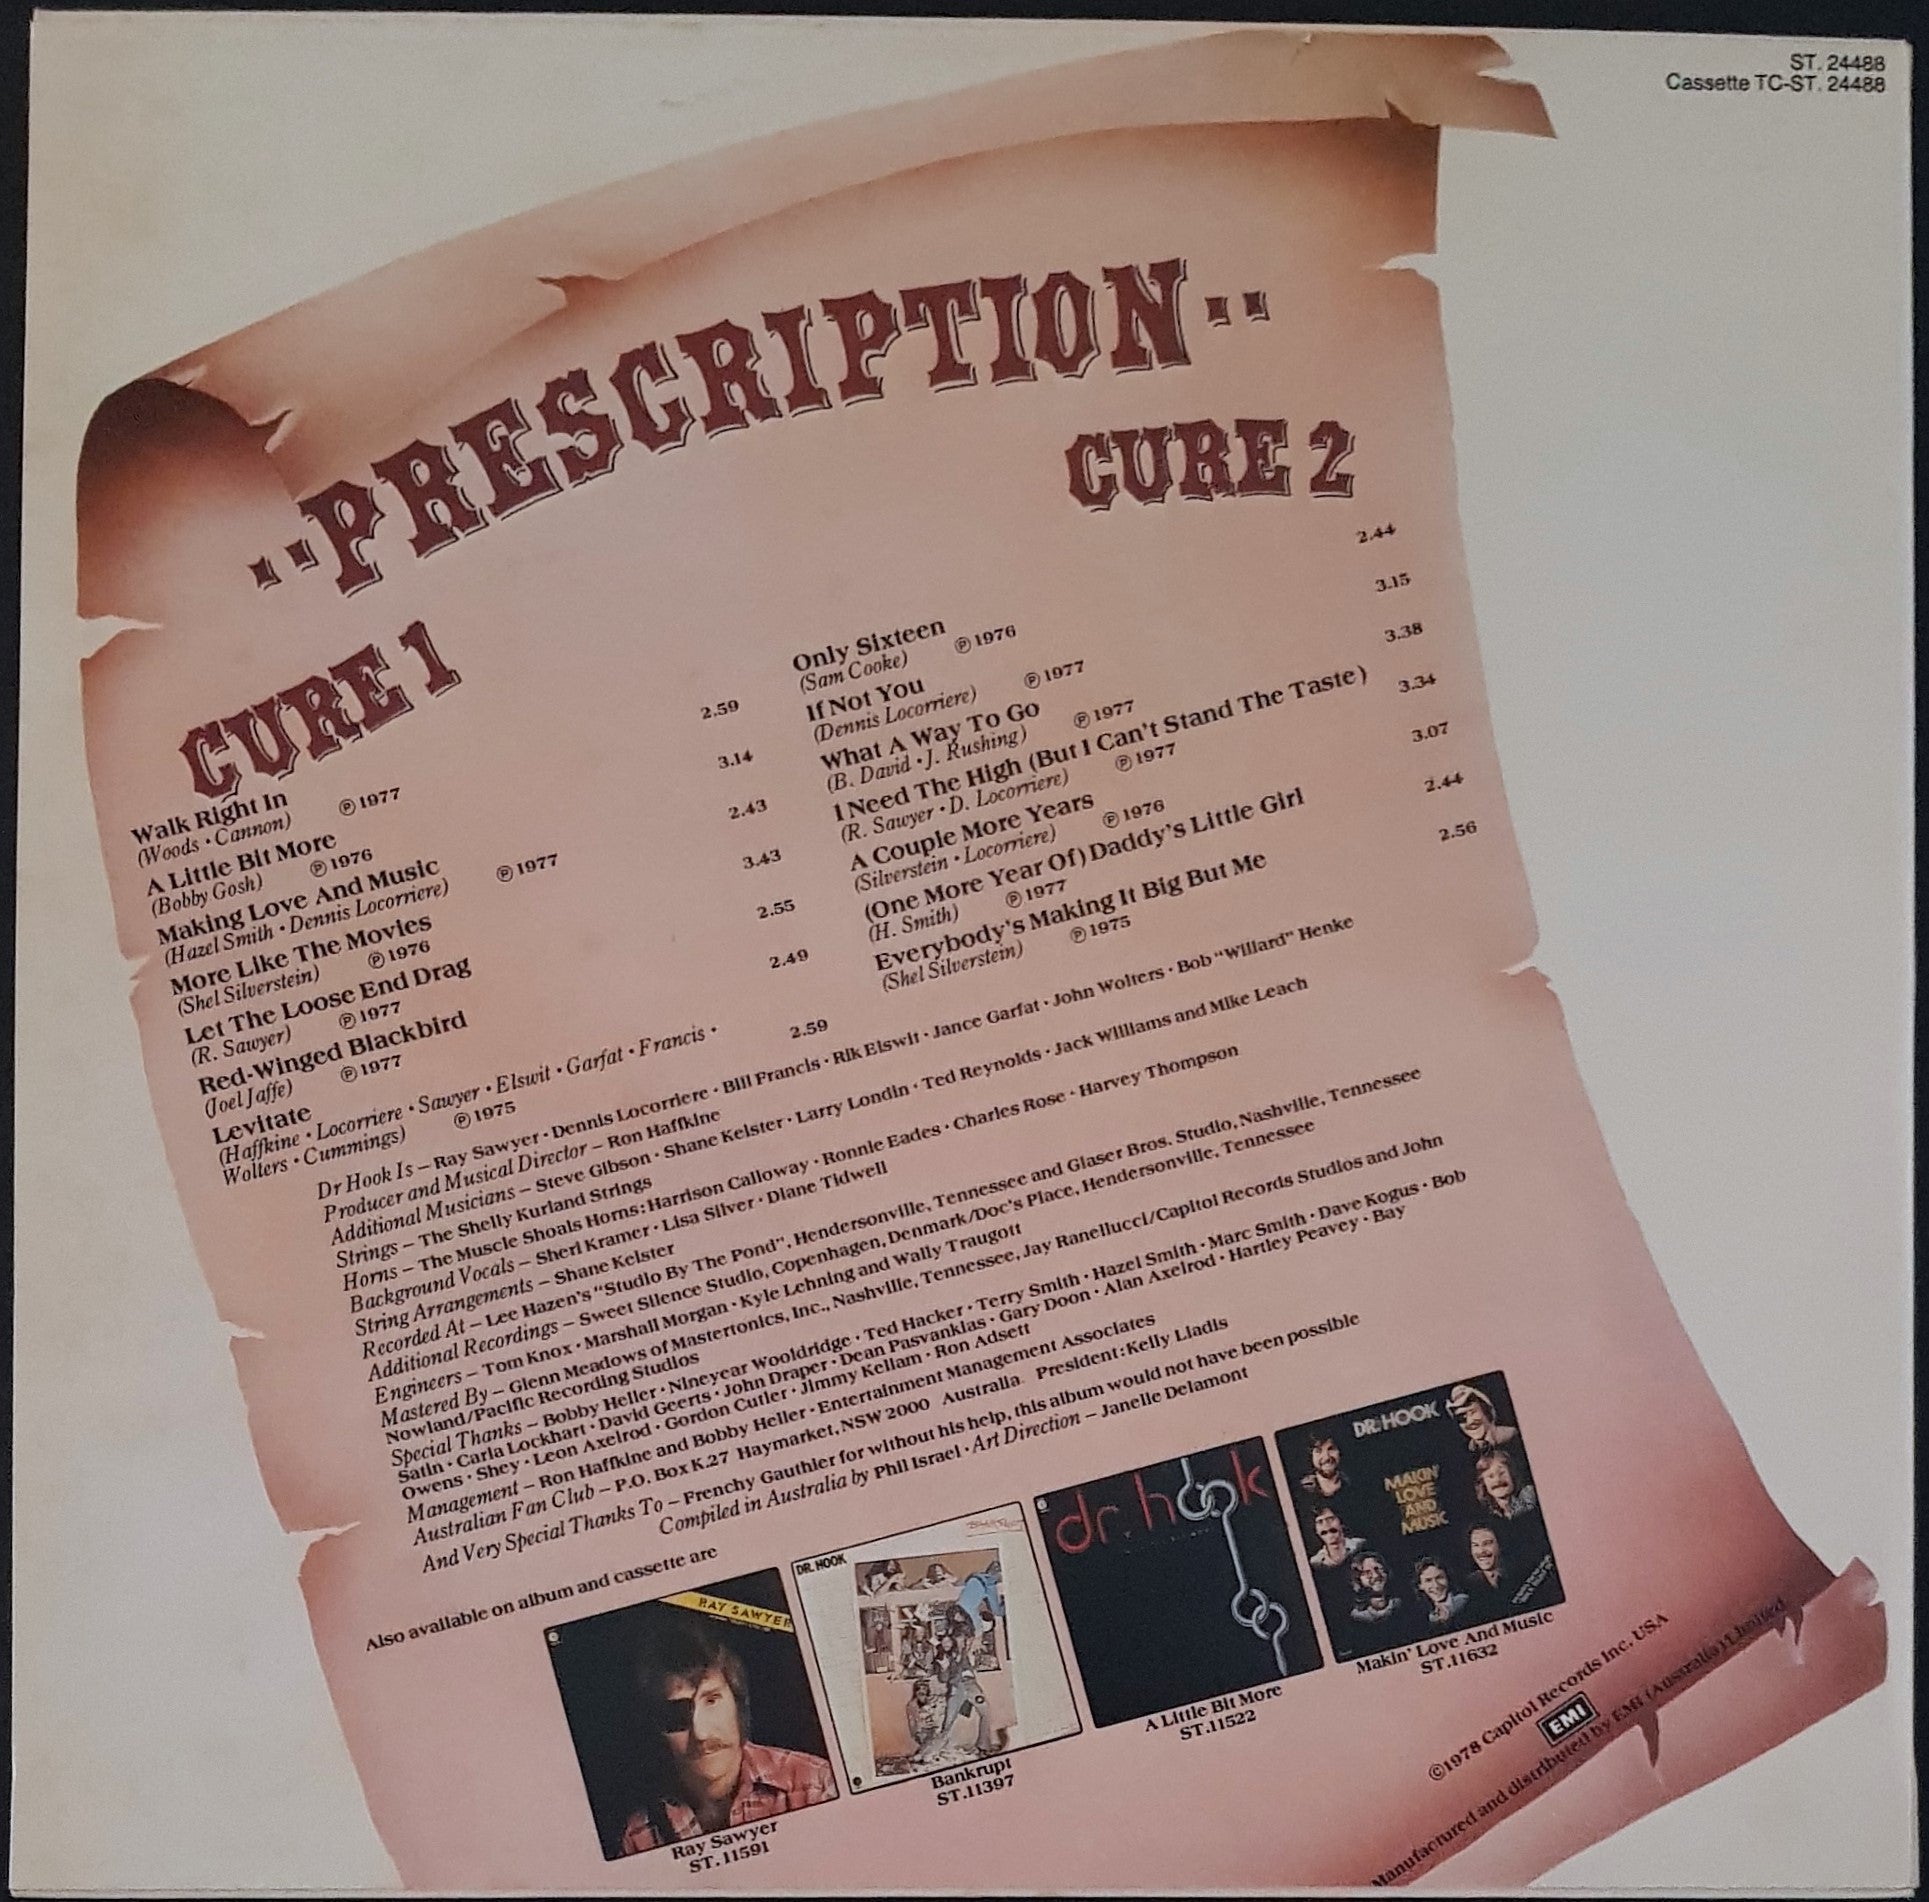 ST. 24488
Cassette TC-ST. 24488
··PRESCRIPTION··
CURE 1
Walk Right In 2.59
(Woods · Cannon) ℗1977
A Little Bit More 3.14
(Bobby Gosh) ℗1976
Making Love And Music 2.43
(Hazel Smith · Dennis Locorriere) ℗1977
More Like The Movies 3.43
(Shel Silverstein) ℗1976
Let The Loose End Drag 2.55
(R. Sawyer) ℗1977
Red-Winged Blackbird 2.49
(Joel Jaffe) ℗1977
Levitate 2.59
(Haffkine · Locorriere · Sawyer · Elswit · Garfat · Francis ·
Wolters · Cummings) ℗1975
CURE 2
Only Sixteen 2.44
(Sam Cooke) ℗1976
If Not You 3.15
(Dennis Locorriere) ℗1977
What A Way To Go 3.38
(B. David · J. Rushing) ℗1977
I Need The High (But I Can't Stand The Taste) 3.34
(R. Sawyer · D. Locorriere) ℗1977
A Couple More Years 3.07
(Silverstein · Locorriere) ℗1976
(One More Year Of) Daddy's Little Girl 2.44
(H. Smith) ℗1977
Everybody's Making It Big But Me 2.56
(Shel Silverstein) ℗1975
Dr Hook Is – Ray Sawyer · Dennis Locorriere · Bill Francis · Rik Elswit · Jance Garfat · John Wolters · Bob "Willard" Henke
Producer and Musical Director – Ron Haffkine
Additional Musicians – Steve Gibson · Shane Keister · Larry Londin · Ted Reynolds · Jack Williams and Mike Leach
Strings – The Shelly Kurland Strings
Horns – The Muscle Shoals Horns: Harrison Calloway · Ronnie Eades · Charles Rose · Harvey Thompson
Background Vocals – Sheri Kramer · Lisa Silver · Diane Tidwell
String Arrangements – Shane Keister
Recorded At – Lee Hazen's "Studio By The Pond", Hendersonville, Tennessee and Glaser Bros. Studio, Nashville, Tennessee
Additional Recordings – Sweet Silence Studio, Copenhagen, Denmark/Doc's Place, Hendersonville, Tennessee
Engineers – Tom Knox · Marshall Morgan · Kyle Lehning and Wally Traugott
Mastered By – Glenn Meadows of Mastertonics, Inc., Nashville, Tennessee, Jay Ranellucci/Capitol Records Studios and John
Nowland/Pacific Recording Studios
Special Thanks – Bobby Heller · Nineyear Wooldridge · Ted Hacker · Terry Smith · Hazel Smith · Marc Smith · Dave Kogus · Bob
Satin · Carla Lockhart · David Geerts · John Draper · Dean Pasvanklas · Gary Doon · Alan Axelrod · Hartley Peavey · Bay
Owens · Shey · Leon Axelrod · Gordon Cutler · Jimmy Kellam · Ron Adsett
Management – Ron Haffkine and Bobby Heller · Entertainment Management Associates
Australian Fan Club – P.O. Box K.27 Haymarket, NSW 2000 Australia. President: Kelly Liadis
And Very Special Thanks To – Frenchy Gauthier for without his help, this album would not have been possible
Compiled in Australia by Phil Israel · Art Direction – Janelle Delamont
Also available on album and cassette are
RAY SAWYER
Ray Sawyer
ST.11591
DR. HOOK
Bankrupt
ST.11397
dr hook
A Little Bit More
ST.11522
DR. HOOK
MAKIN' LOVE AND MUSIC
Makin' Love And Music
ST.11632
©1978 Capitol Records Inc. USA
EMI
Manufactured and distributed by EMI (Australia) Limited